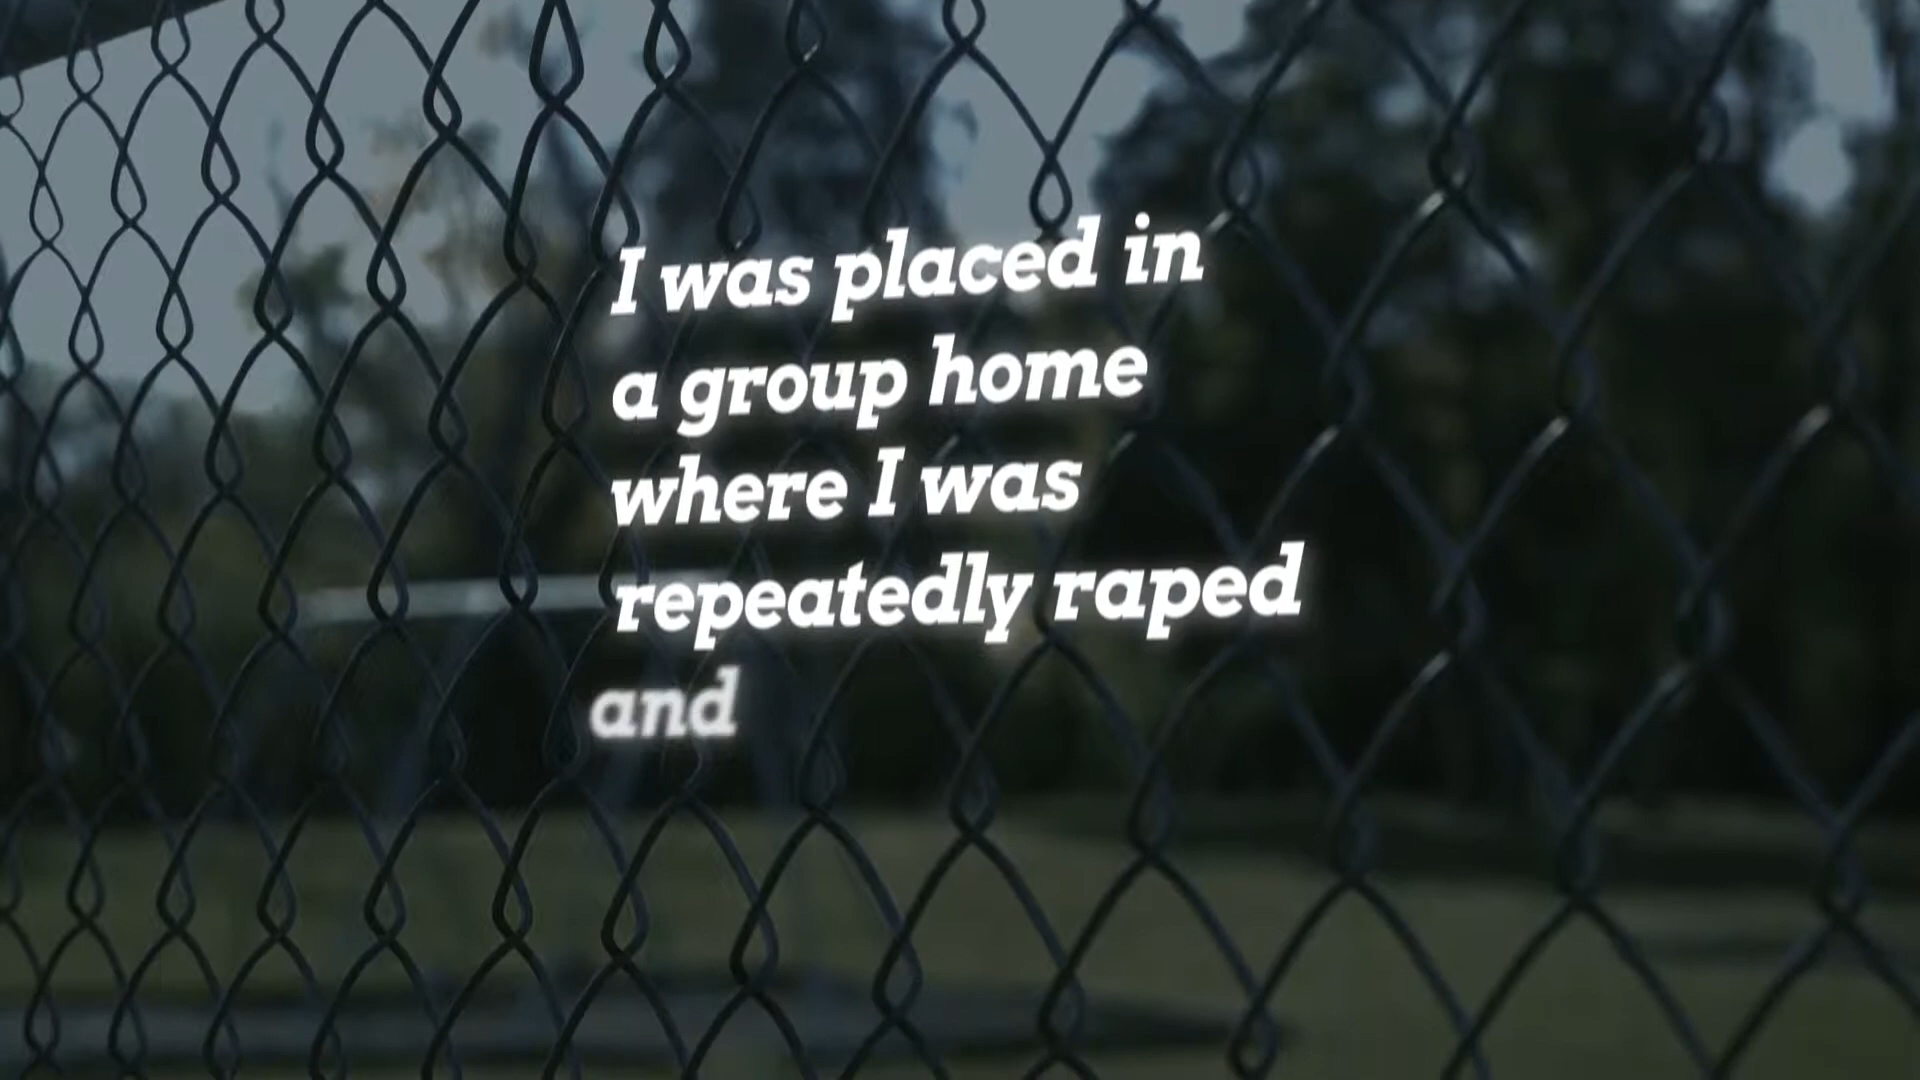 I was placed in
a group home
where I was
repeatedly raped
and